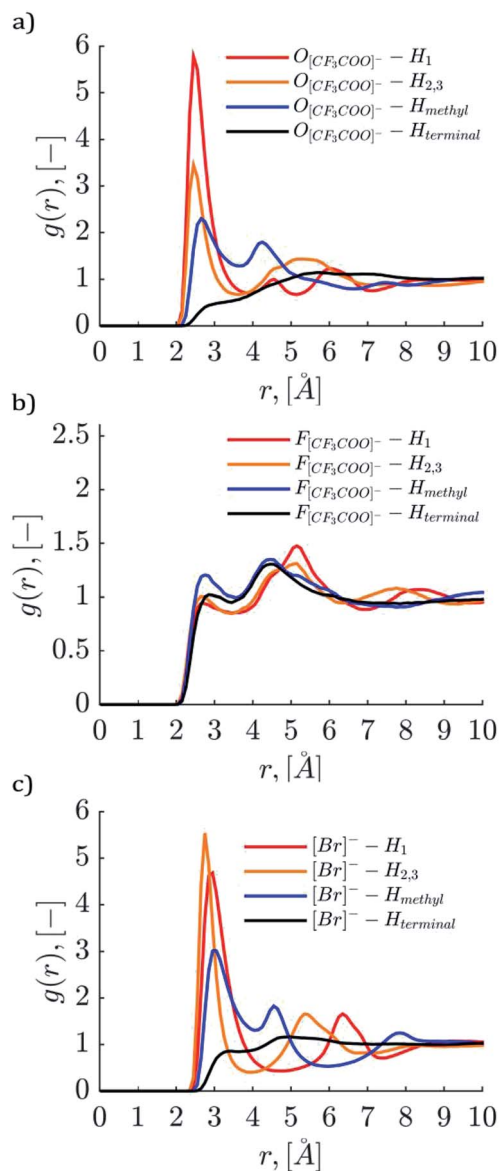 a)
6
5
4
3
2
1
0
g(r), [−]
O[CF₃COO]⁻ − H₁
O[CF₃COO]⁻ − H₂,₃
O[CF₃COO]⁻ − Hmethyl
O[CF₃COO]⁻ − Hterminal
0 1 2 3 4 5 6 7 8 9 10
r, [Å]
b)
2.5
2
1.5
1
0.5
0
g(r), [−]
F[CF₃COO]⁻ − H₁
F[CF₃COO]⁻ − H₂,₃
F[CF₃COO]⁻ − Hmethyl
F[CF₃COO]⁻ − Hterminal
0 1 2 3 4 5 6 7 8 9 10
r, [Å]
c)
6
5
4
3
2
1
0
g(r), [−]
[Br]⁻ − H₁
[Br]⁻ − H₂,₃
[Br]⁻ − Hmethyl
[Br]⁻ − Hterminal
0 1 2 3 4 5 6 7 8 9 10
r, [Å]